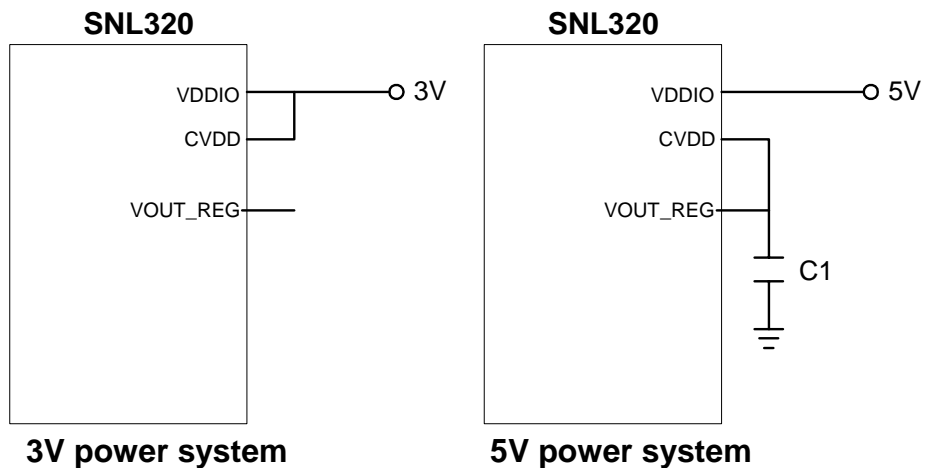 SNL320
VDDIO
3V
CVDD
VOUT_REG
3V power system
SNL320
VDDIO
5V
CVDD
VOUT_REG
C1
5V power system